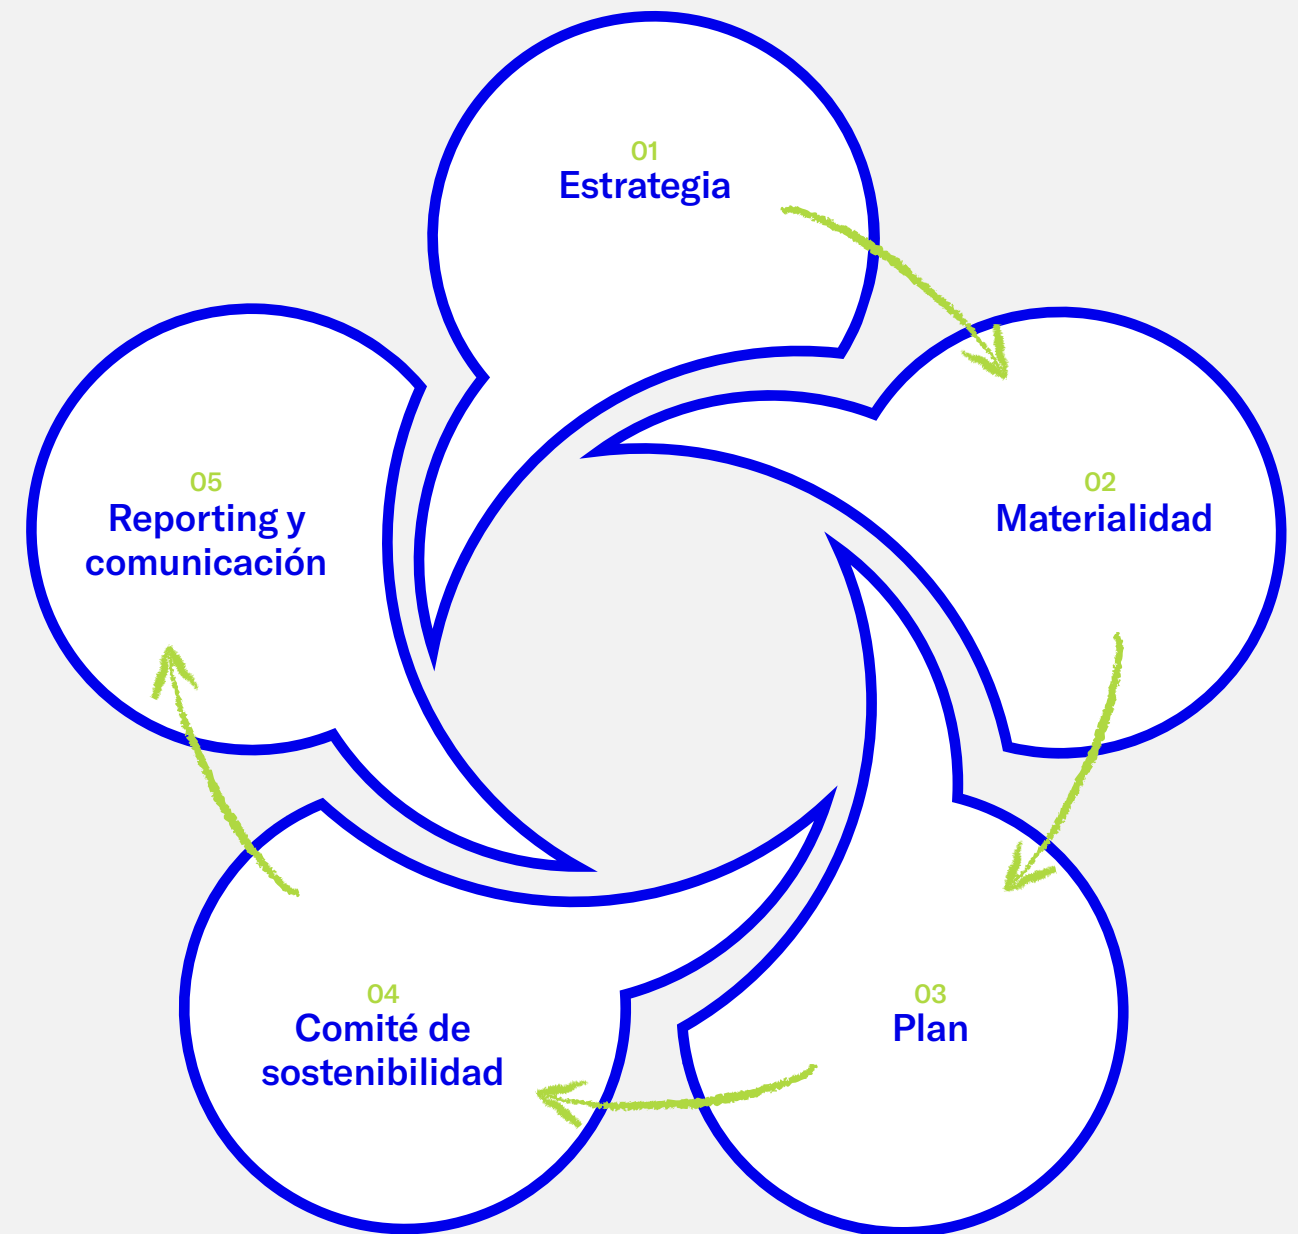 01
Estrategia
02
Materialidad
03
Plan
04
Comité de
sostenibilidad
05
Reporting y
comunicación